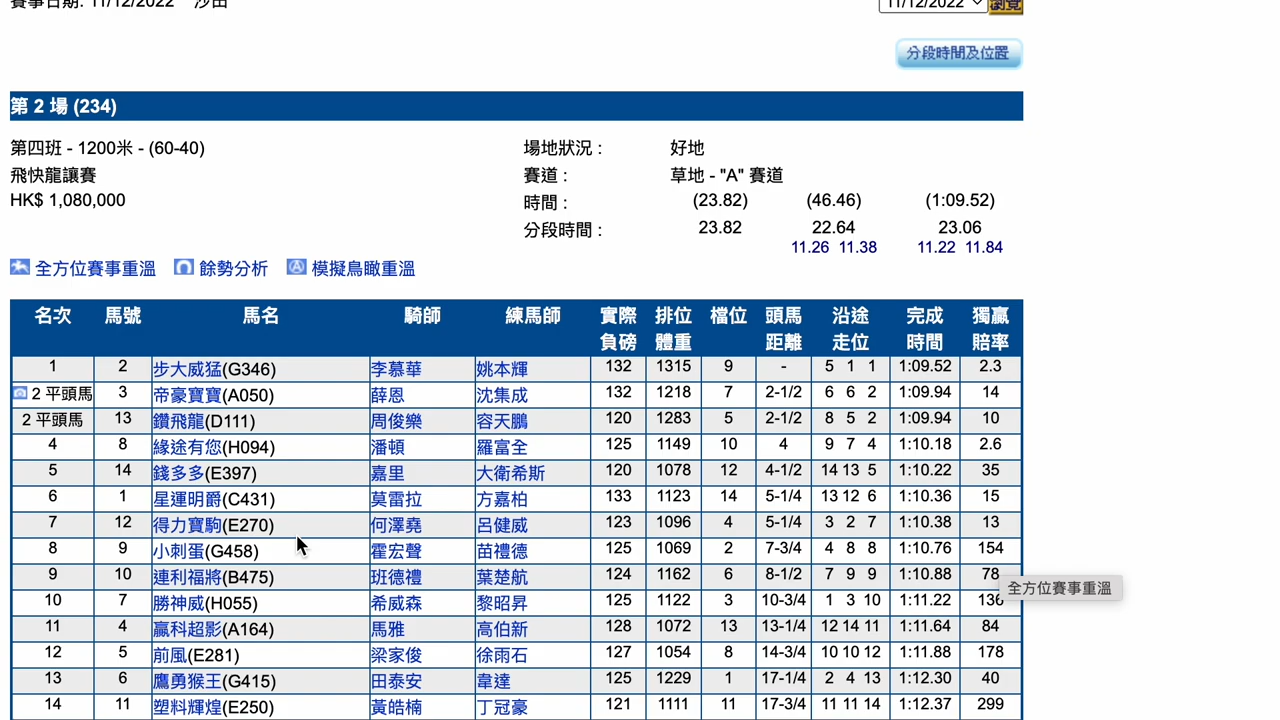 賽事日期: 11/12/2022 沙田 11/12/2022 瀏覽
分段時間及位置
第 2 場 (234)
第四班 - 1200米 - (60-40) 場地狀況 : 好地
飛快龍讓賽 賽道 : 草地 - "A" 賽道
HK$ 1,080,000 時間 : (23.82) (46.46) (1:09.52)
分段時間 : 23.82 22.64 23.06
11.26 11.38 11.22 11.84
全方位賽事重溫 餘勢分析 模擬鳥瞰重溫
名次 馬號 馬名 騎師 練馬師 實際 排位 檔位 頭馬 沿途 完成 獨贏
負磅 體重 距離 走位 時間 賠率
1 2 步大威猛(G346) 李慕華 姚本輝 132 1315 9 - 5 1 1 1:09.52 2.3
2 平頭馬 3 帝豪寶寶(A050) 薛恩 沈集成 132 1218 7 2-1/2 6 6 2 1:09.94 14
2 平頭馬 13 鑽飛龍(D111) 周俊樂 容天鵬 120 1283 5 2-1/2 8 5 2 1:09.94 10
4 8 緣途有您(H094) 潘頓 羅富全 125 1149 10 4 9 7 4 1:10.18 2.6
5 14 錢多多(E397) 嘉里 大衛希斯 120 1078 12 4-1/2 14 13 5 1:10.22 35
6 1 星運明爵(C431) 莫雷拉 方嘉柏 133 1123 14 5-1/4 13 12 6 1:10.36 15
7 12 得力寶駒(E270) 何澤堯 呂健威 123 1096 4 5-1/4 3 2 7 1:10.38 13
8 9 小刺蛋(G458) 霍宏聲 苗禮德 125 1069 2 7-3/4 4 8 8 1:10.76 154
9 10 連利福將(B475) 班德禮 葉楚航 124 1162 6 8-1/2 7 9 9 1:10.88 78
全方位賽事重溫
10 7 勝神威(H055) 希威森 黎昭昇 125 1122 3 10-3/4 1 3 10 1:11.22 136
11 4 贏科超影(A164) 馬雅 高伯新 128 1072 13 13-1/4 12 14 11 1:11.64 84
12 5 前風(E281) 梁家俊 徐雨石 127 1054 8 14-3/4 10 10 12 1:11.88 178
13 6 鷹勇猴王(G415) 田泰安 韋達 125 1229 1 17-1/4 2 4 13 1:12.30 40
14 11 塑料輝煌(E250) 黃皓楠 丁冠豪 121 1111 11 17-3/4 11 11 14 1:12.37 299